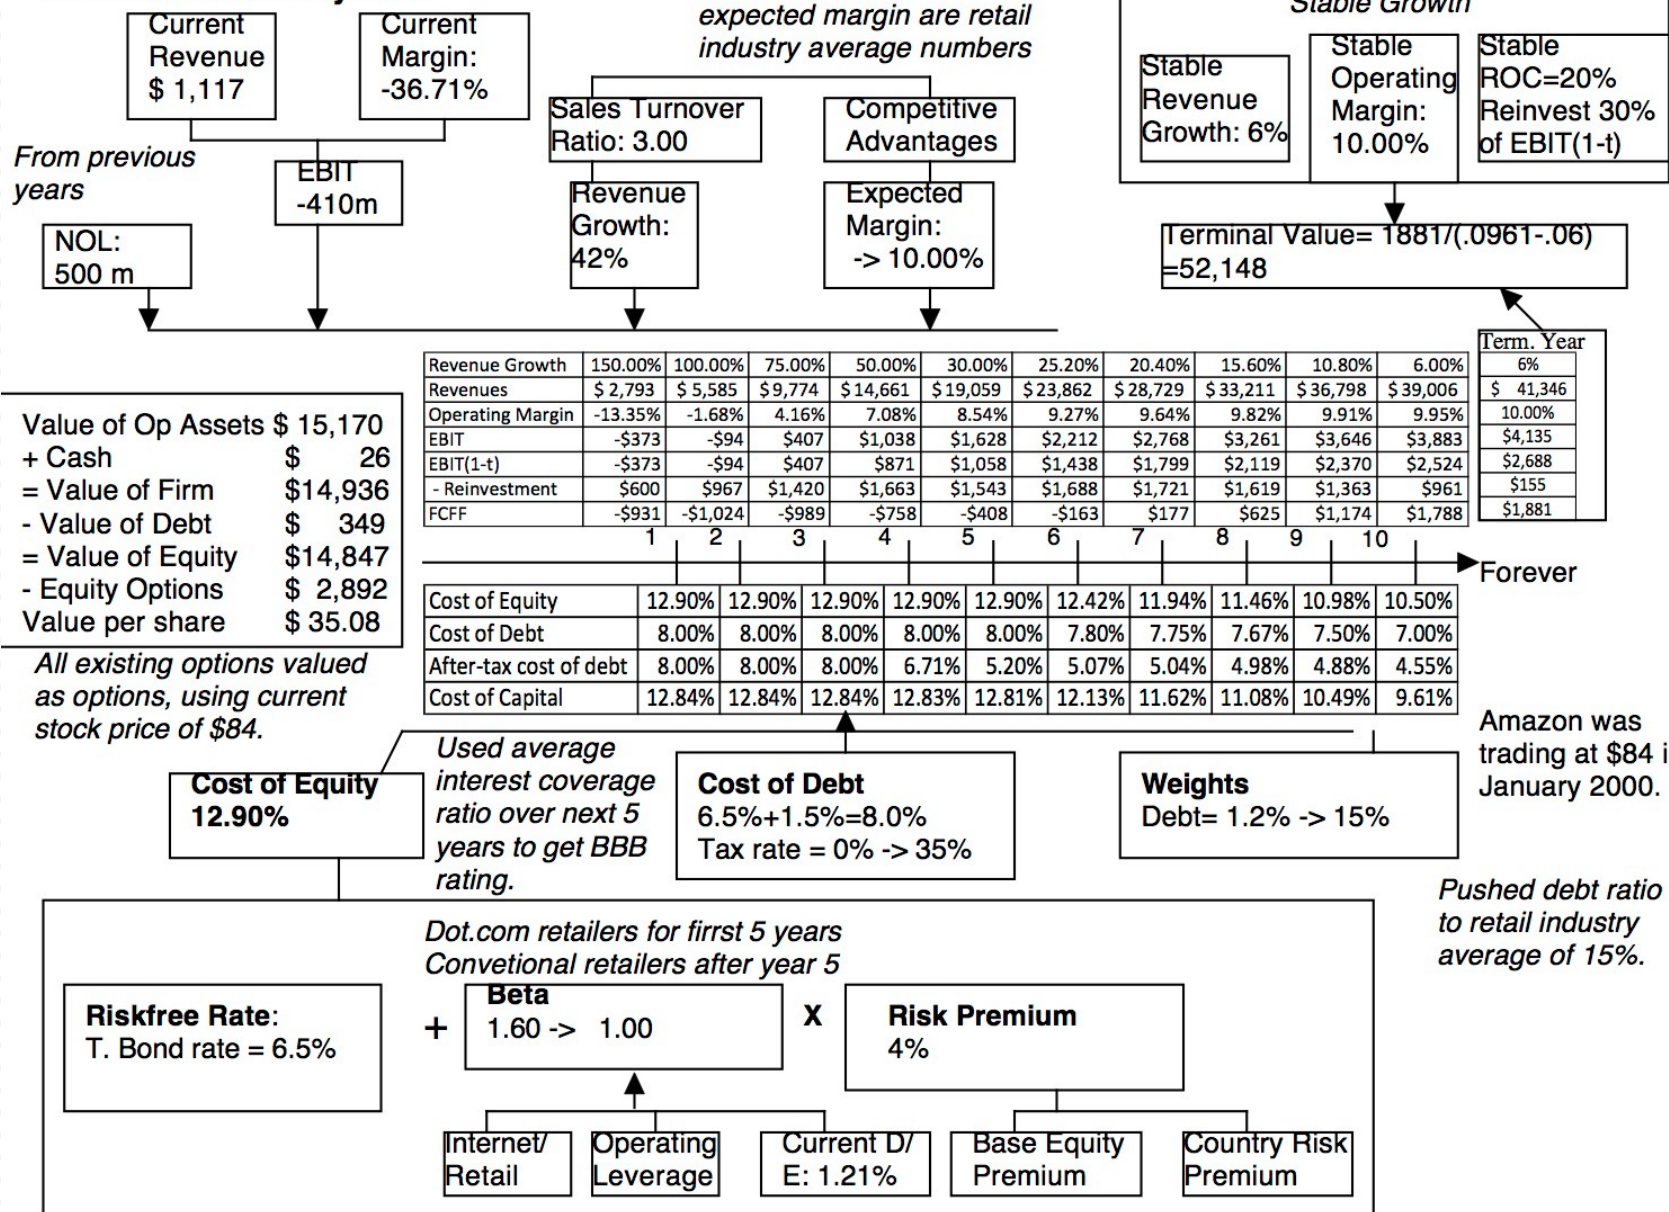 Current
Revenue
$ 1,117
Current
Margin:
-36.71%
expected margin are retail
industry average numbers
Stable Growth
Stable
Revenue
Growth: 6%
Stable
Operating
Margin:
10.00%
Stable
ROC=20%
Reinvest 30%
of EBIT(1-t)
Sales Turnover
Ratio: 3.00
Competitive
Advantages
From previous
years
EBIT
-410m
NOL:
500 m
Revenue
Growth:
42%
Expected
Margin:
-> 10.00%
Terminal Value= 1881/(.0961-.06)
=52,148
Term. Year
6%
$ 41,346
10.00%
$4,135
$2,688
$155
$1,881
Revenue Growth 150.00% 100.00% 75.00% 50.00% 30.00% 25.20% 20.40% 15.60% 10.80% 6.00%
Revenues $ 2,793 $ 5,585 $ 9,774 $ 14,661 $ 19,059 $ 23,862 $ 28,729 $ 33,211 $ 36,798 $ 39,006
Operating Margin -13.35% -1.68% 4.16% 7.08% 8.54% 9.27% 9.64% 9.82% 9.91% 9.95%
EBIT -$373 -$94 $407 $1,038 $1,628 $2,212 $2,768 $3,261 $3,646 $3,883
EBIT(1-t) -$373 -$94 $407 $871 $1,058 $1,438 $1,799 $2,119 $2,370 $2,524
- Reinvestment $600 $967 $1,420 $1,663 $1,543 $1,688 $1,721 $1,619 $1,363 $961
FCFF -$931 -$1,024 -$989 -$758 -$408 -$163 $177 $625 $1,174 $1,788
1 2 3 4 5 6 7 8 9 10
Forever
Value of Op Assets $ 15,170
+ Cash $ 26
= Value of Firm $14,936
- Value of Debt $ 349
= Value of Equity $14,847
- Equity Options $ 2,892
Value per share $ 35.08
Cost of Equity 12.90% 12.90% 12.90% 12.90% 12.90% 12.42% 11.94% 11.46% 10.98% 10.50%
Cost of Debt 8.00% 8.00% 8.00% 8.00% 8.00% 7.80% 7.75% 7.67% 7.50% 7.00%
After-tax cost of debt 8.00% 8.00% 8.00% 6.71% 5.20% 5.07% 5.04% 4.98% 4.88% 4.55%
Cost of Capital 12.84% 12.84% 12.84% 12.83% 12.81% 12.13% 11.62% 11.08% 10.49% 9.61%
All existing options valued
as options, using current
stock price of $84.
Cost of Equity
12.90%
Used average
interest coverage
ratio over next 5
years to get BBB
rating.
Cost of Debt
6.5%+1.5%=8.0%
Tax rate = 0% -> 35%
Weights
Debt= 1.2% -> 15%
Amazon was
trading at $84
January 2000.
Pushed debt ratio
to retail industry
average of 15%.
Dot.com retailers for firrst 5 years
Convetional retailers after year 5
Riskfree Rate:
T. Bond rate = 6.5%
+
Beta
1.60 -> 1.00
X
Risk Premium
4%
Internet/
Retail
Operating
Leverage
Current D/
E: 1.21%
Base Equity
Premium
Country Risk
Premium